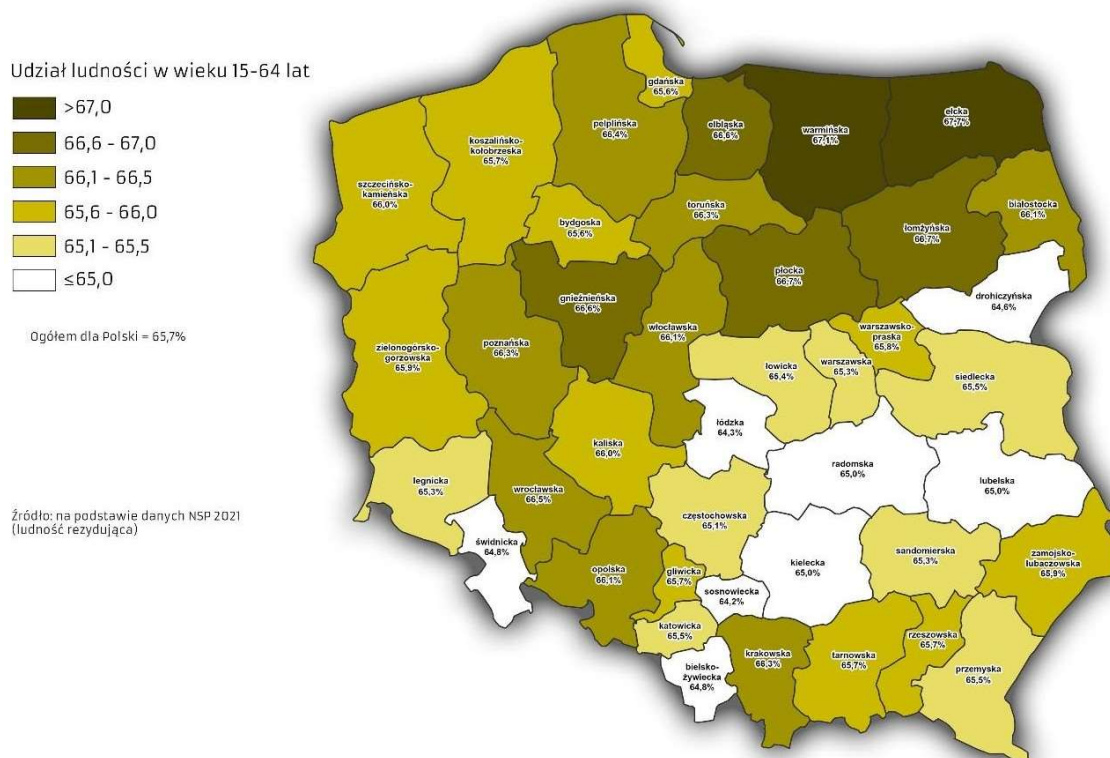 Udział ludności w wieku 15-64 lat
>67,0
66,6 - 67,0
66,1 - 66,5
65,6 - 66,0
65,1 - 65,5
≤65,0
Ogółem dla Polski = 65,7%
Źródło: na podstawie danych NSP 2021
(ludność rezydująca)
gdańska
65,6%
pelplińska
66,4%
koszalińsko-
kołobrzeska
65,7%
elbląska
66,6%
warmińska
67,1%
ełcka
67,7%
szczecińsko-
kamieńska
66,0%
bydgoska
65,6%
toruńska
66,3%
łomżyńska
66,7%
białostocka
66,1%
płocka
66,7%
drohiczyńska
64,6%
gnieźnieńska
66,6%
włocławska
66,1%
poznańska
66,3%
zielonogórsko-
gorzowska
65,9%
warszawsko-
praska
65,8%
łowicka
65,4%
warszawska
65,3%
siedlecka
65,5%
łódzka
64,3%
kaliska
66,0%
radomska
65,0%
lubelska
65,0%
legnicka
65,3%
wrocławska
66,5%
częstochowska
65,1%
świdnicka
64,8%
opolska
66,1%
gliwicka
65,7%
sosnowiecka
64,2%
kielecka
65,0%
sandomierska
65,3%
zamojsko-
lubaczowska
65,9%
katowicka
65,5%
bielsko-
żywiecka
64,8%
krakowska
66,3%
tarnowska
65,7%
rzeszowska
65,7%
przemyska
65,5%